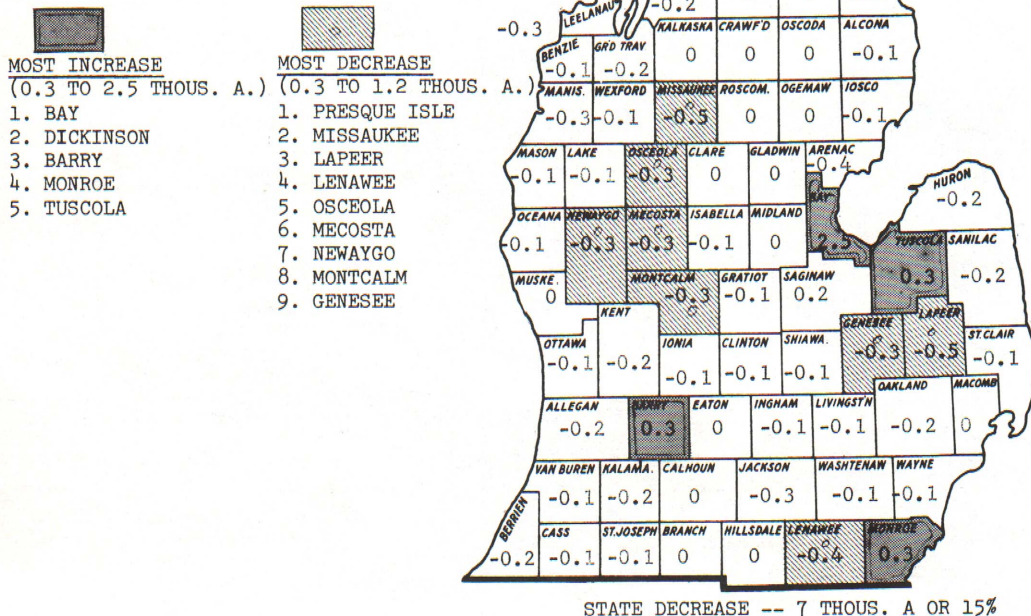 MOST INCREASE
(0.3 TO 2.5 THOUS. A.)
1. BAY
2. DICKINSON
3. BARRY
4. MONROE
5. TUSCOLA
MOST DECREASE
(0.3 TO 1.2 THOUS. A.)
1. PRESQUE ISLE
2. MISSAUKEE
3. LAPEER
4. LENAWEE
5. OSCEOLA
6. MECOSTA
7. NEWAYGO
8. MONTCALM
9. GENESEE
-0.3 LEELANAU -0.2
KALKASKA CRAWF'D OSCODA ALCONA
0 0 0 -0.1
BENZIE GR'D TRAV
-0.1 -0.2
MANIS. WEXFORD MISSAUKEE ROSCOM. OGEMAW IOSCO
-0.3 -0.1 -0.5 0 0 -0.1
MASON LAKE OSCEOLA CLARE GLADWIN ARENAC
-0.1 -0.1 -0.3 0 0 -0.4
HURON
-0.2
BAY
2.5
OCEANA NEWAYGO MECOSTA ISABELLA MIDLAND
-0.1 -0.3 -0.3 -0.1 0
TUSCOLA SANILAC
0.3 -0.2
MUSKE. MONTCALM GRATIOT SAGINAW
0 -0.3 -0.1 0.2
KENT
-0.2
GENESEE LAPEER
-0.3 -0.5
OTTAWA IONIA CLINTON SHIAWA. ST.CLAIR
-0.1 -0.1 -0.1 -0.1 -0.1
ALLEGAN BARRY EATON INGHAM LIVINGST'N OAKLAND MACOMB
-0.2 0.3 0 -0.1 -0.1 -0.2 0
VAN BUREN KALAMA. CALHOUN JACKSON WASHTENAW WAYNE
-0.1 -0.2 0 -0.3 -0.1 -0.1
BERRIEN CASS ST.JOSEPH BRANCH HILLSDALE LENAWEE MONROE
-0.2 -0.1 -0.1 0 0 -0.4 0.3
STATE DECREASE -- 7 THOUS. A OR 15%